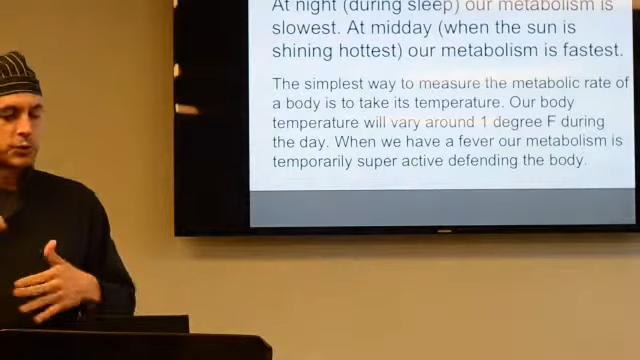 At night (during sleep) our metabolism is
slowest. At midday (when the sun is
shining hottest) our metabolism is fastest.
The simplest way to measure the metabolic rate of
a body is to take its temperature. Our body
temperature will vary around 1 degree F during
the day. When we have a fever our metabolism is
temporarily super active defending the body.